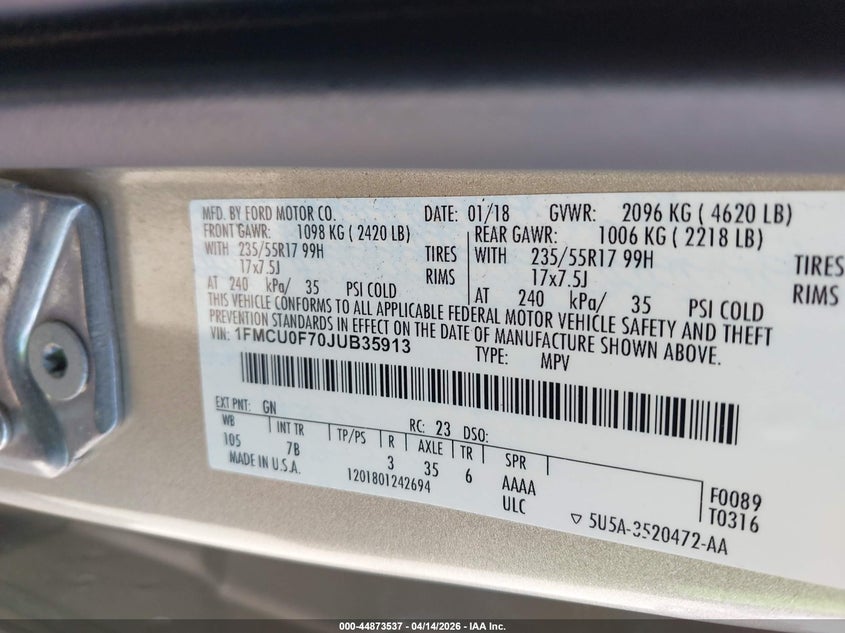 MFD. BY FORD MOTOR CO. DATE: 01/18 GVWR: 2096 KG ( 4620 LB)
FRONT GAWR: 1098 KG ( 2420 LB) REAR GAWR: 1006 KG ( 2218 LB)
WITH 235/55R17 99H TIRES WITH 235/55R17 99H TIRES
17x7.5J RIMS 17x7.5J RIMS
AT 240 kPa/ 35 PSI COLD AT 240 kPa/ 35 PSI COLD
THIS VEHICLE CONFORMS TO ALL APPLICABLE FEDERAL MOTOR VEHICLE SAFETY AND THEFT
PREVENTION STANDARDS IN EFFECT ON THE DATE OF MANUFACTURE SHOWN ABOVE.
VIN: 1FMCU0F70JUB35913 TYPE: MPV
EXT PNT: GN RC: 23 DSO:
WB INT TR TP/PS R AXLE TR SPR
105 7B 3 35 6 AAAA F0089
MADE IN U.S.A. 1201801242694 ULC T0316
▽ 5U5A-3520472-AA
000-44873537 - 04/14/2026 - IAA Inc.